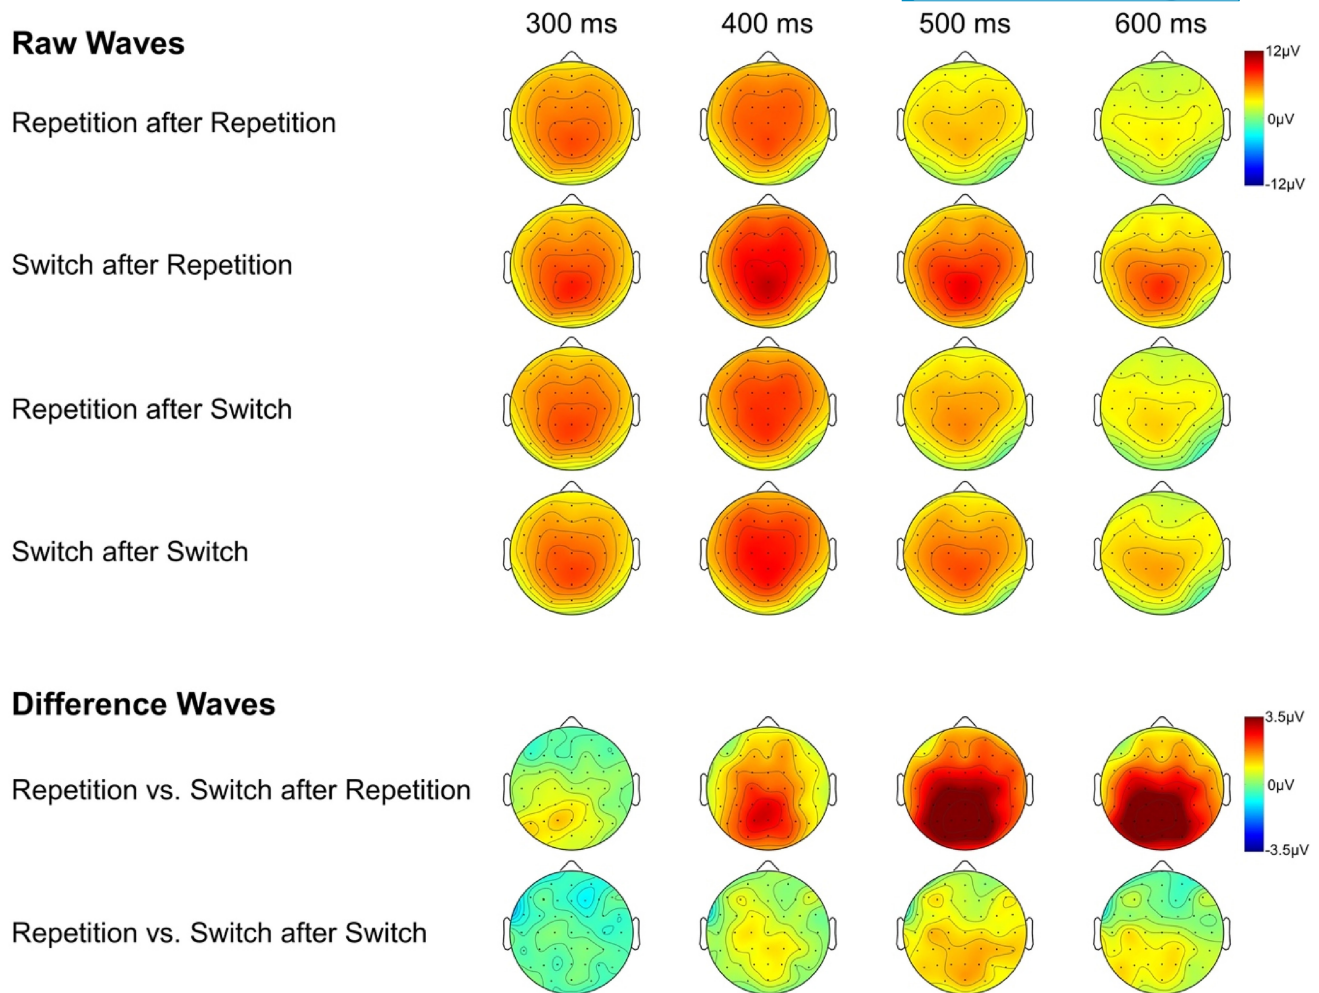 300 ms 400 ms 500 ms 600 ms
Raw Waves
12µV
Repetition after Repetition
0µV
-12µV
Switch after Repetition
Repetition after Switch
Switch after Switch
Difference Waves
3.5µV
Repetition vs. Switch after Repetition
0µV
-3.5µV
Repetition vs. Switch after Switch